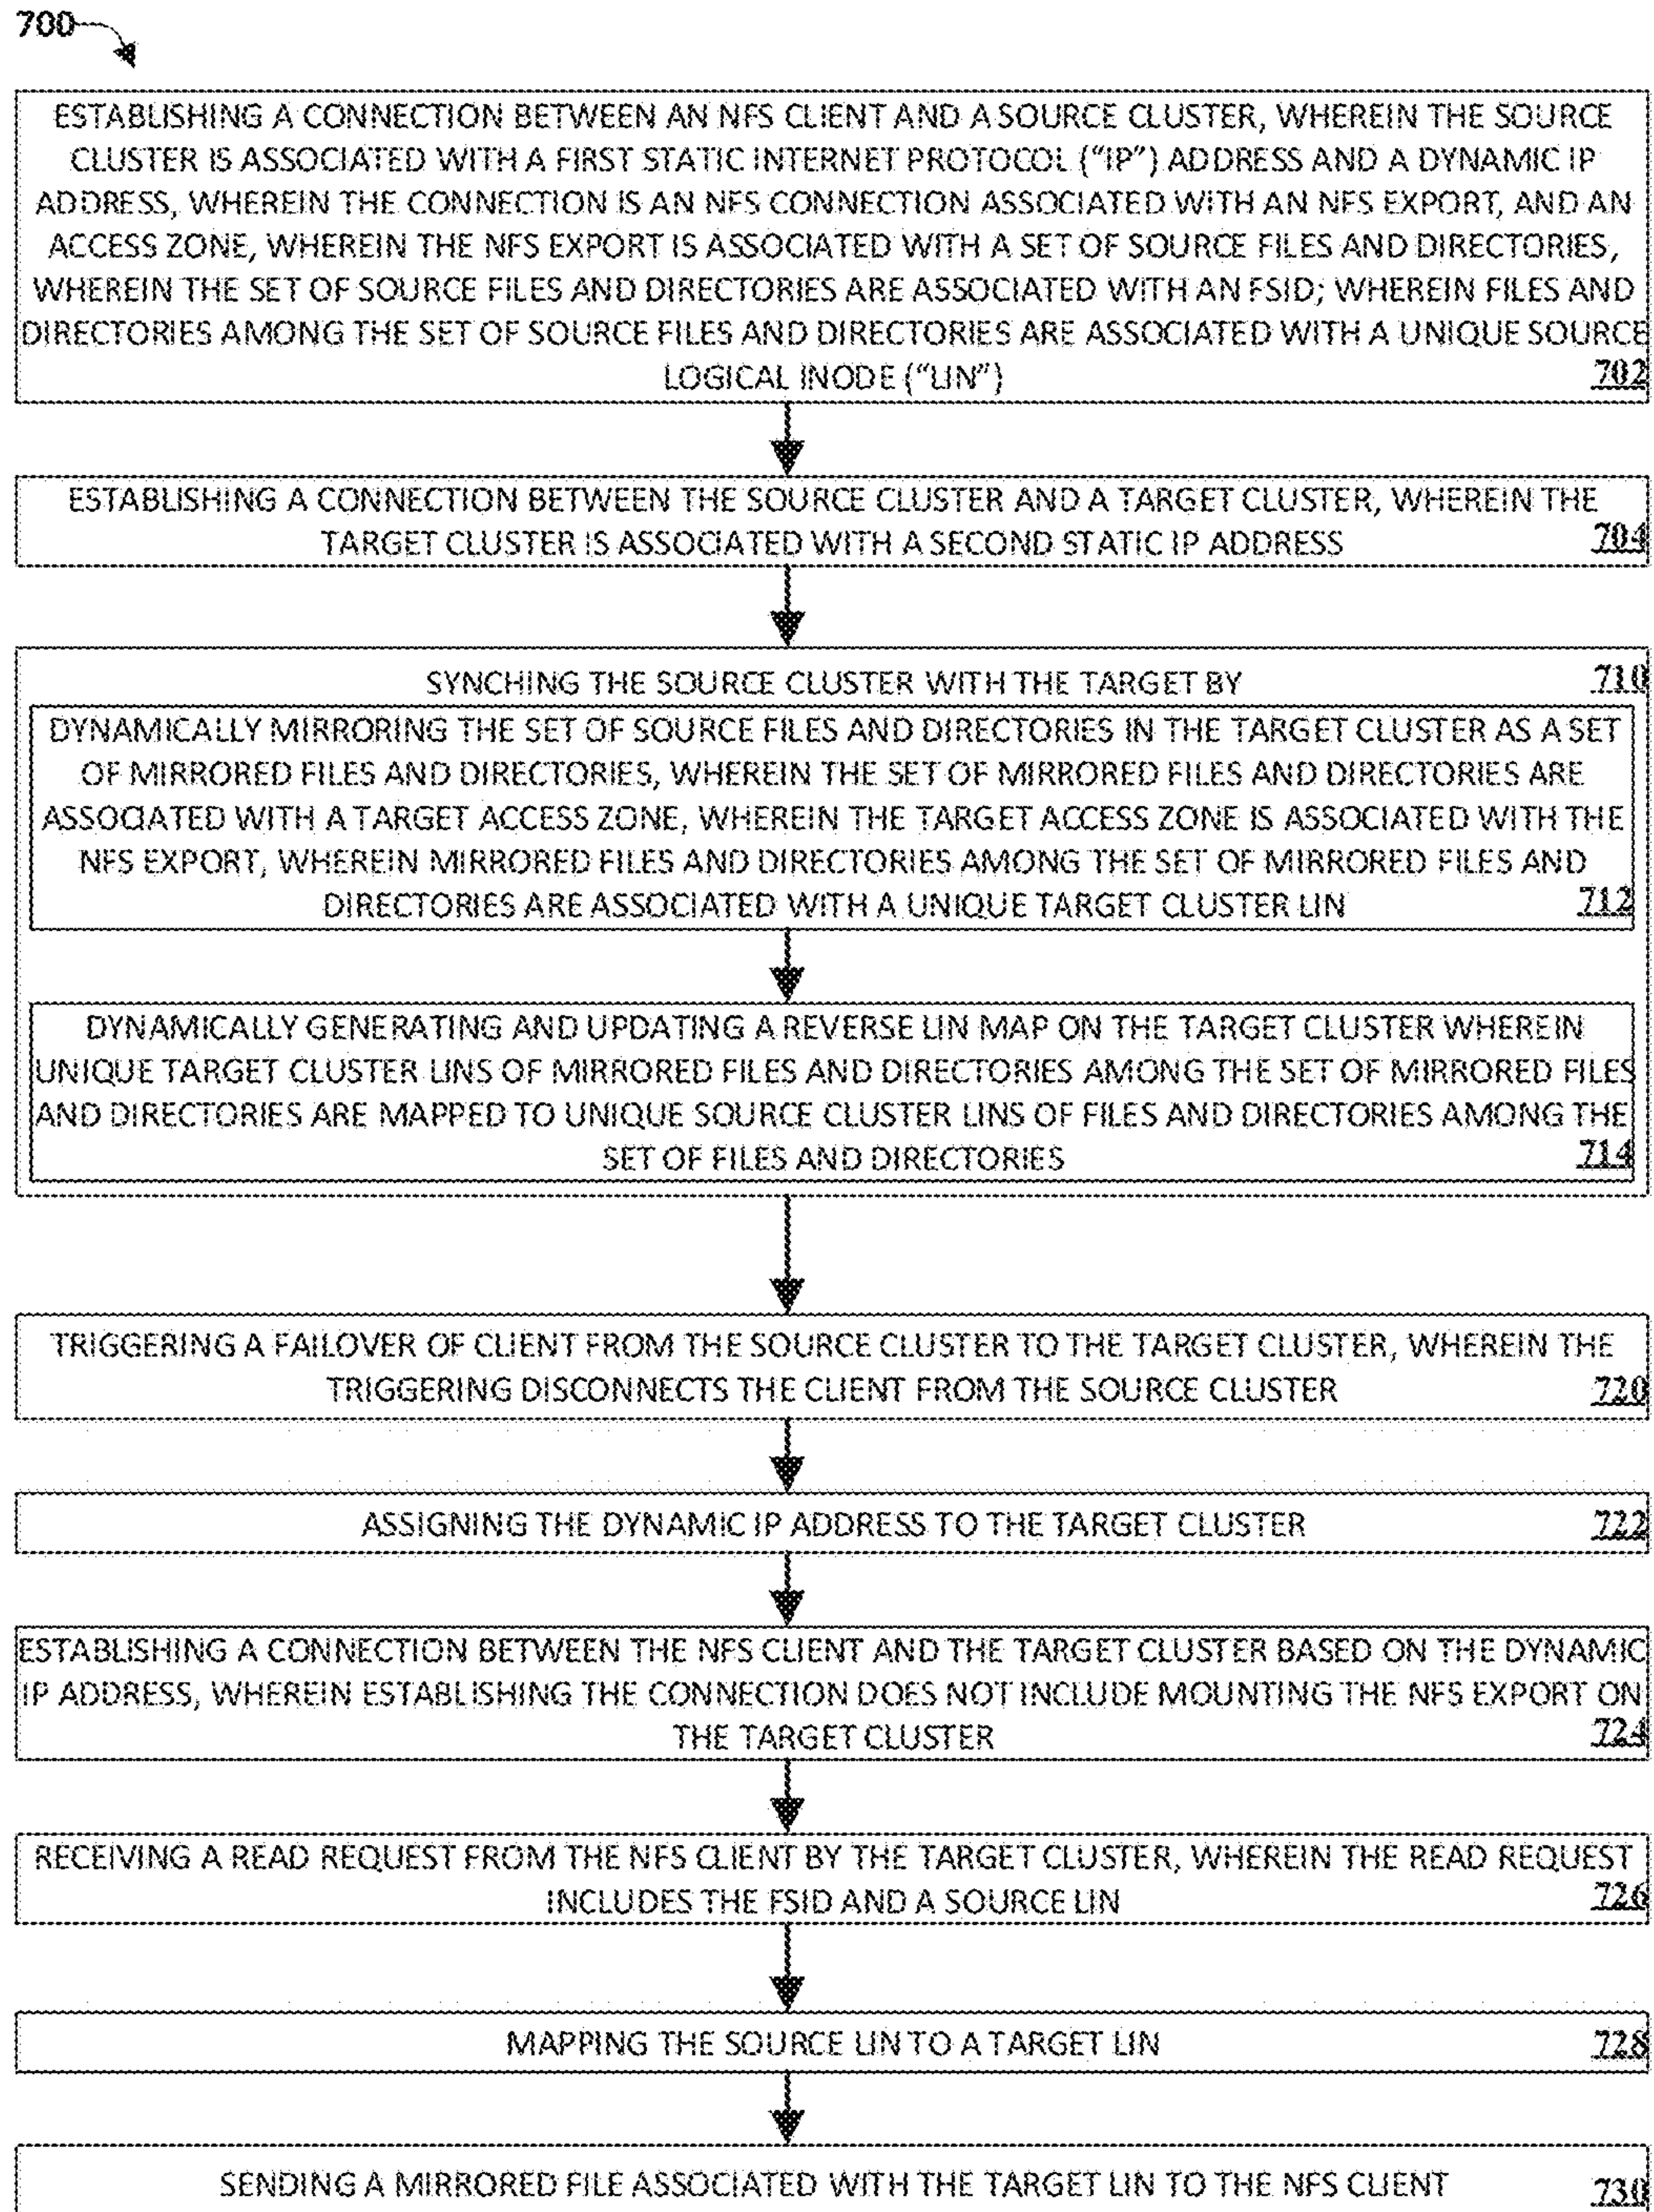 700
ESTABLISHING A CONNECTION BETWEEN AN NFS CLIENT AND A SOURCE CLUSTER, WHEREIN THE SOURCE
CLUSTER IS ASSOCIATED WITH A FIRST STATIC INTERNET PROTOCOL ("IP") ADDRESS AND A DYNAMIC IP
ADDRESS, WHEREIN THE CONNECTION IS AN NFS CONNECTION ASSOCIATED WITH AN NFS EXPORT, AND AN
ACCESS ZONE, WHEREIN THE NFS EXPORT IS ASSOCIATED WITH A SET OF SOURCE FILES AND DIRECTORIES,
WHEREIN THE SET OF SOURCE FILES AND DIRECTORIES ARE ASSOCIATED WITH AN FSID; WHEREIN FILES AND
DIRECTORIES AMONG THE SET OF SOURCE FILES AND DIRECTORIES ARE ASSOCIATED WITH A UNIQUE SOURCE
LOGICAL INODE ("LIN") 702
ESTABLISHING A CONNECTION BETWEEN THE SOURCE CLUSTER AND A TARGET CLUSTER, WHEREIN THE
TARGET CLUSTER IS ASSOCIATED WITH A SECOND STATIC IP ADDRESS 704
SYNCHING THE SOURCE CLUSTER WITH THE TARGET BY 710
DYNAMICALLY MIRRORING THE SET OF SOURCE FILES AND DIRECTORIES IN THE TARGET CLUSTER AS A SET
OF MIRRORED FILES AND DIRECTORIES, WHEREIN THE SET OF MIRRORED FILES AND DIRECTORIES ARE
ASSOCIATED WITH A TARGET ACCESS ZONE, WHEREIN THE TARGET ACCESS ZONE IS ASSOCIATED WITH THE
NFS EXPORT, WHEREIN MIRRORED FILES AND DIRECTORIES AMONG THE SET OF MIRRORED FILES AND
DIRECTORIES ARE ASSOCIATED WITH A UNIQUE TARGET CLUSTER LIN 712
DYNAMICALLY GENERATING AND UPDATING A REVERSE LIN MAP ON THE TARGET CLUSTER WHEREIN
UNIQUE TARGET CLUSTER LINS OF MIRRORED FILES AND DIRECTORIES AMONG THE SET OF MIRRORED FILES
AND DIRECTORIES ARE MAPPED TO UNIQUE SOURCE CLUSTER LINS OF FILES AND DIRECTORIES AMONG THE
SET OF FILES AND DIRECTORIES 714
TRIGGERING A FAILOVER OF CLIENT FROM THE SOURCE CLUSTER TO THE TARGET CLUSTER, WHEREIN THE
TRIGGERING DISCONNECTS THE CLIENT FROM THE SOURCE CLUSTER 720
ASSIGNING THE DYNAMIC IP ADDRESS TO THE TARGET CLUSTER 722
ESTABLISHING A CONNECTION BETWEEN THE NFS CLIENT AND THE TARGET CLUSTER BASED ON THE DYNAMIC
IP ADDRESS, WHEREIN ESTABLISHING THE CONNECTION DOES NOT INCLUDE MOUNTING THE NFS EXPORT ON
THE TARGET CLUSTER 724
RECEIVING A READ REQUEST FROM THE NFS CLIENT BY THE TARGET CLUSTER, WHEREIN THE READ REQUEST
INCLUDES THE FSID AND A SOURCE LIN 726
MAPPING THE SOURCE LIN TO A TARGET LIN 728
SENDING A MIRRORED FILE ASSOCIATED WITH THE TARGET LIN TO THE NFS CLIENT 730